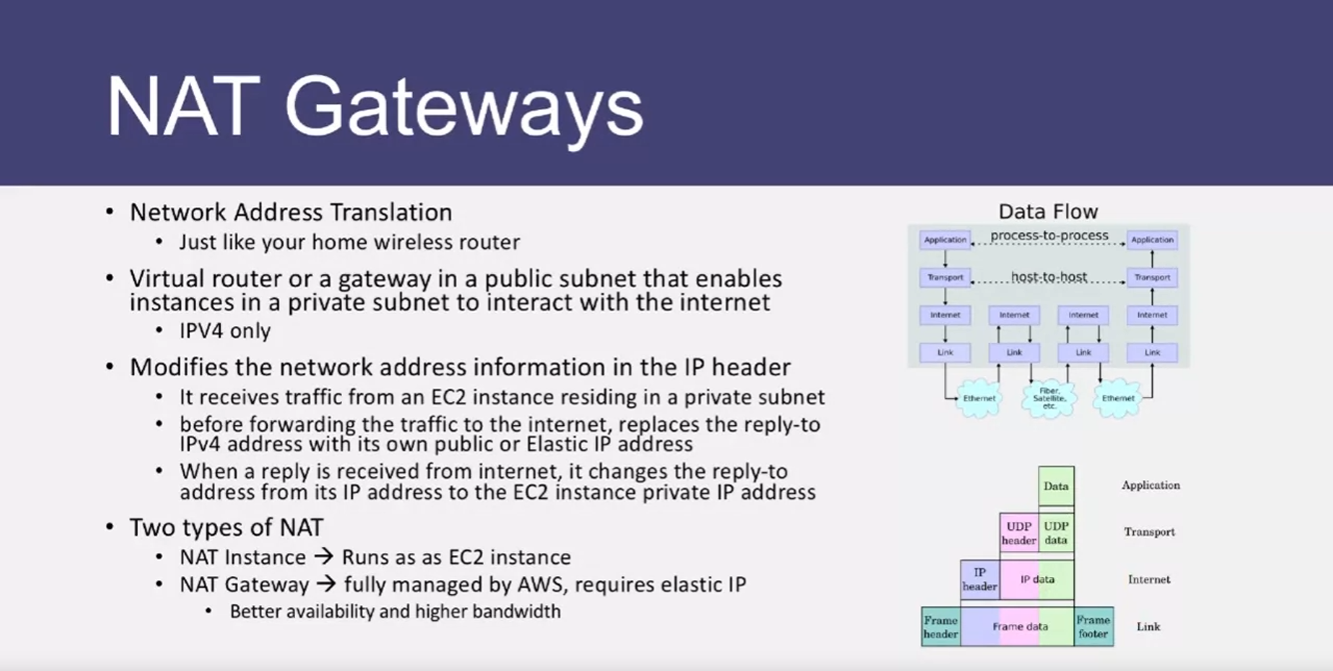 NAT Gateways
• Network Address Translation
• Just like your home wireless router
• Virtual router or a gateway in a public subnet that enables
instances in a private subnet to interact with the internet
• IPV4 only
• Modifies the network address information in the IP header
• It receives traffic from an EC2 instance residing in a private subnet
• before forwarding the traffic to the internet, replaces the reply-to
IPv4 address with its own public or Elastic IP address
• When a reply is received from internet, it changes the reply-to
address from its IP address to the EC2 instance private IP address
• Two types of NAT
• NAT Instance → Runs as as EC2 instance
• NAT Gateway → fully managed by AWS, requires elastic IP
• Better availability and higher bandwidth
Data Flow
Application process-to-process Application
Transport host-to-host Transport
Internet Internet Internet Internet
Link Link Link Link
Ethernet Fiber, Satellite, etc. Ethernet
Data Application
UDP header UDP data Transport
IP header IP data Internet
Frame header Frame data Frame footer Link